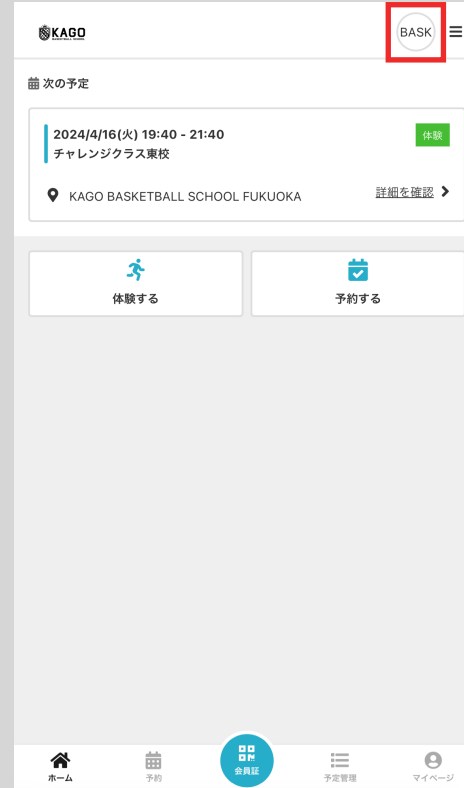 KAGO
BASKETBALL SCHOOL
BASK
次の予定
2024/4/16(火) 19:40 - 21:40
体験
チャレンジクラス東校
KAGO BASKETBALL SCHOOL FUKUOKA
詳細を確認
体験する
予約する
ホーム
予約
会員証
予定管理
マイページ